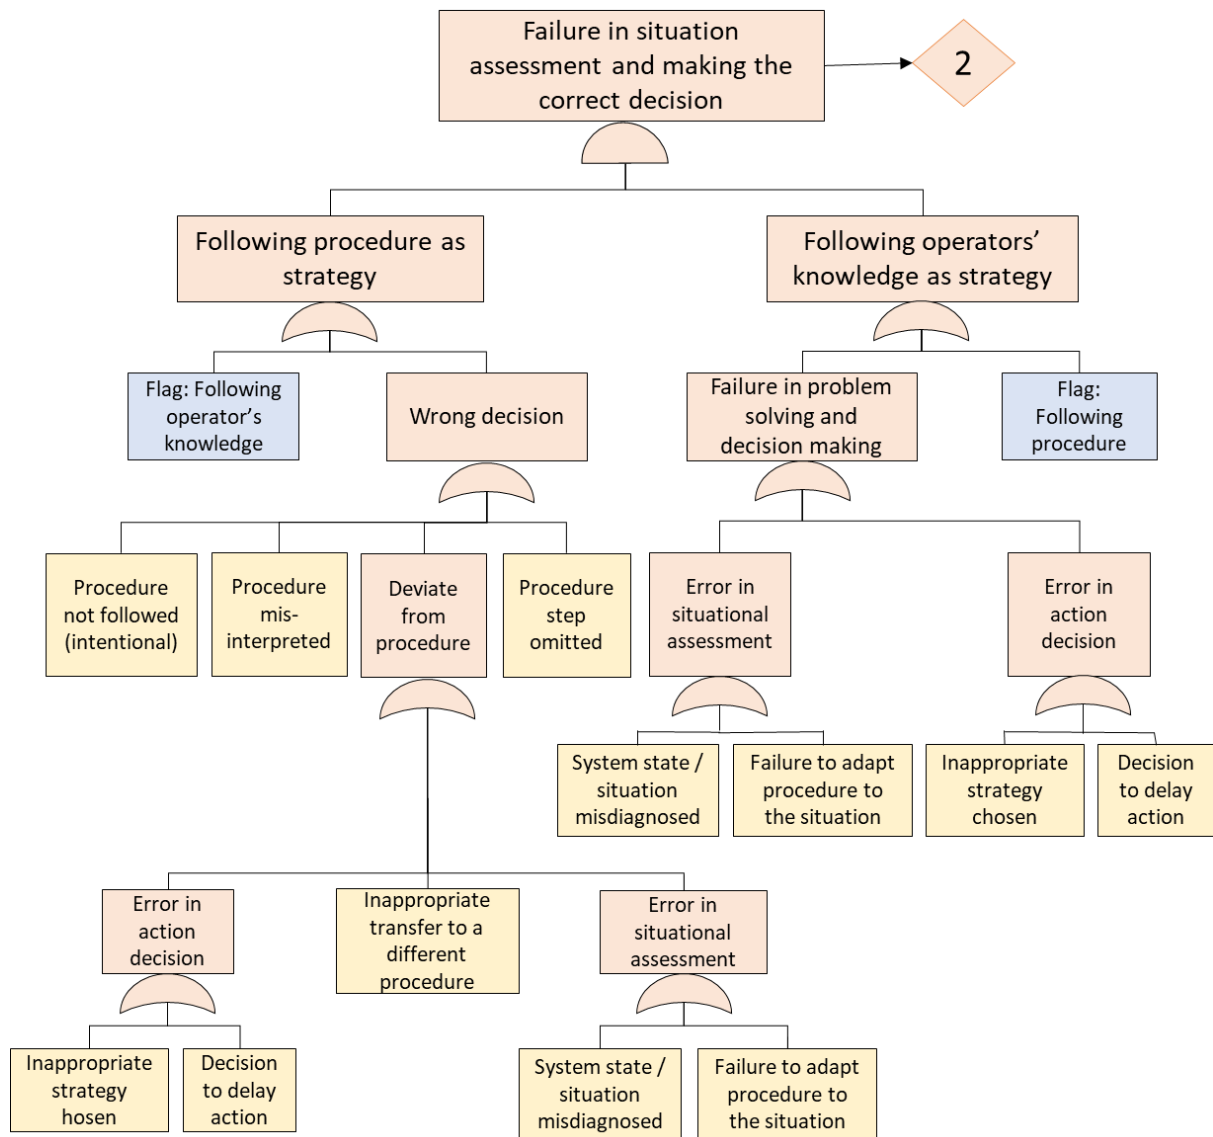 Failure in situation
assessment and making the
correct decision
2
Following procedure as
strategy
Following operators’
knowledge as strategy
Flag: Following
operator’s
knowledge
Wrong decision
Failure in problem
solving and
decision making
Flag:
Following
procedure
Procedure
not followed
(intentional)
Procedure
mis-
interpreted
Deviate
from
procedure
Procedure
step
omitted
Error in
situational
assessment
Error in
action
decision
System state /
situation
misdiagnosed
Failure to adapt
procedure to
the situation
Inappropriate
strategy
chosen
Decision
to delay
action
Error in
action
decision
Inappropriate
transfer to a
different
procedure
Error in
situational
assessment
Inappropriate
strategy
hosen
Decision
to delay
action
System state /
situation
misdiagnosed
Failure to adapt
procedure to
the situation